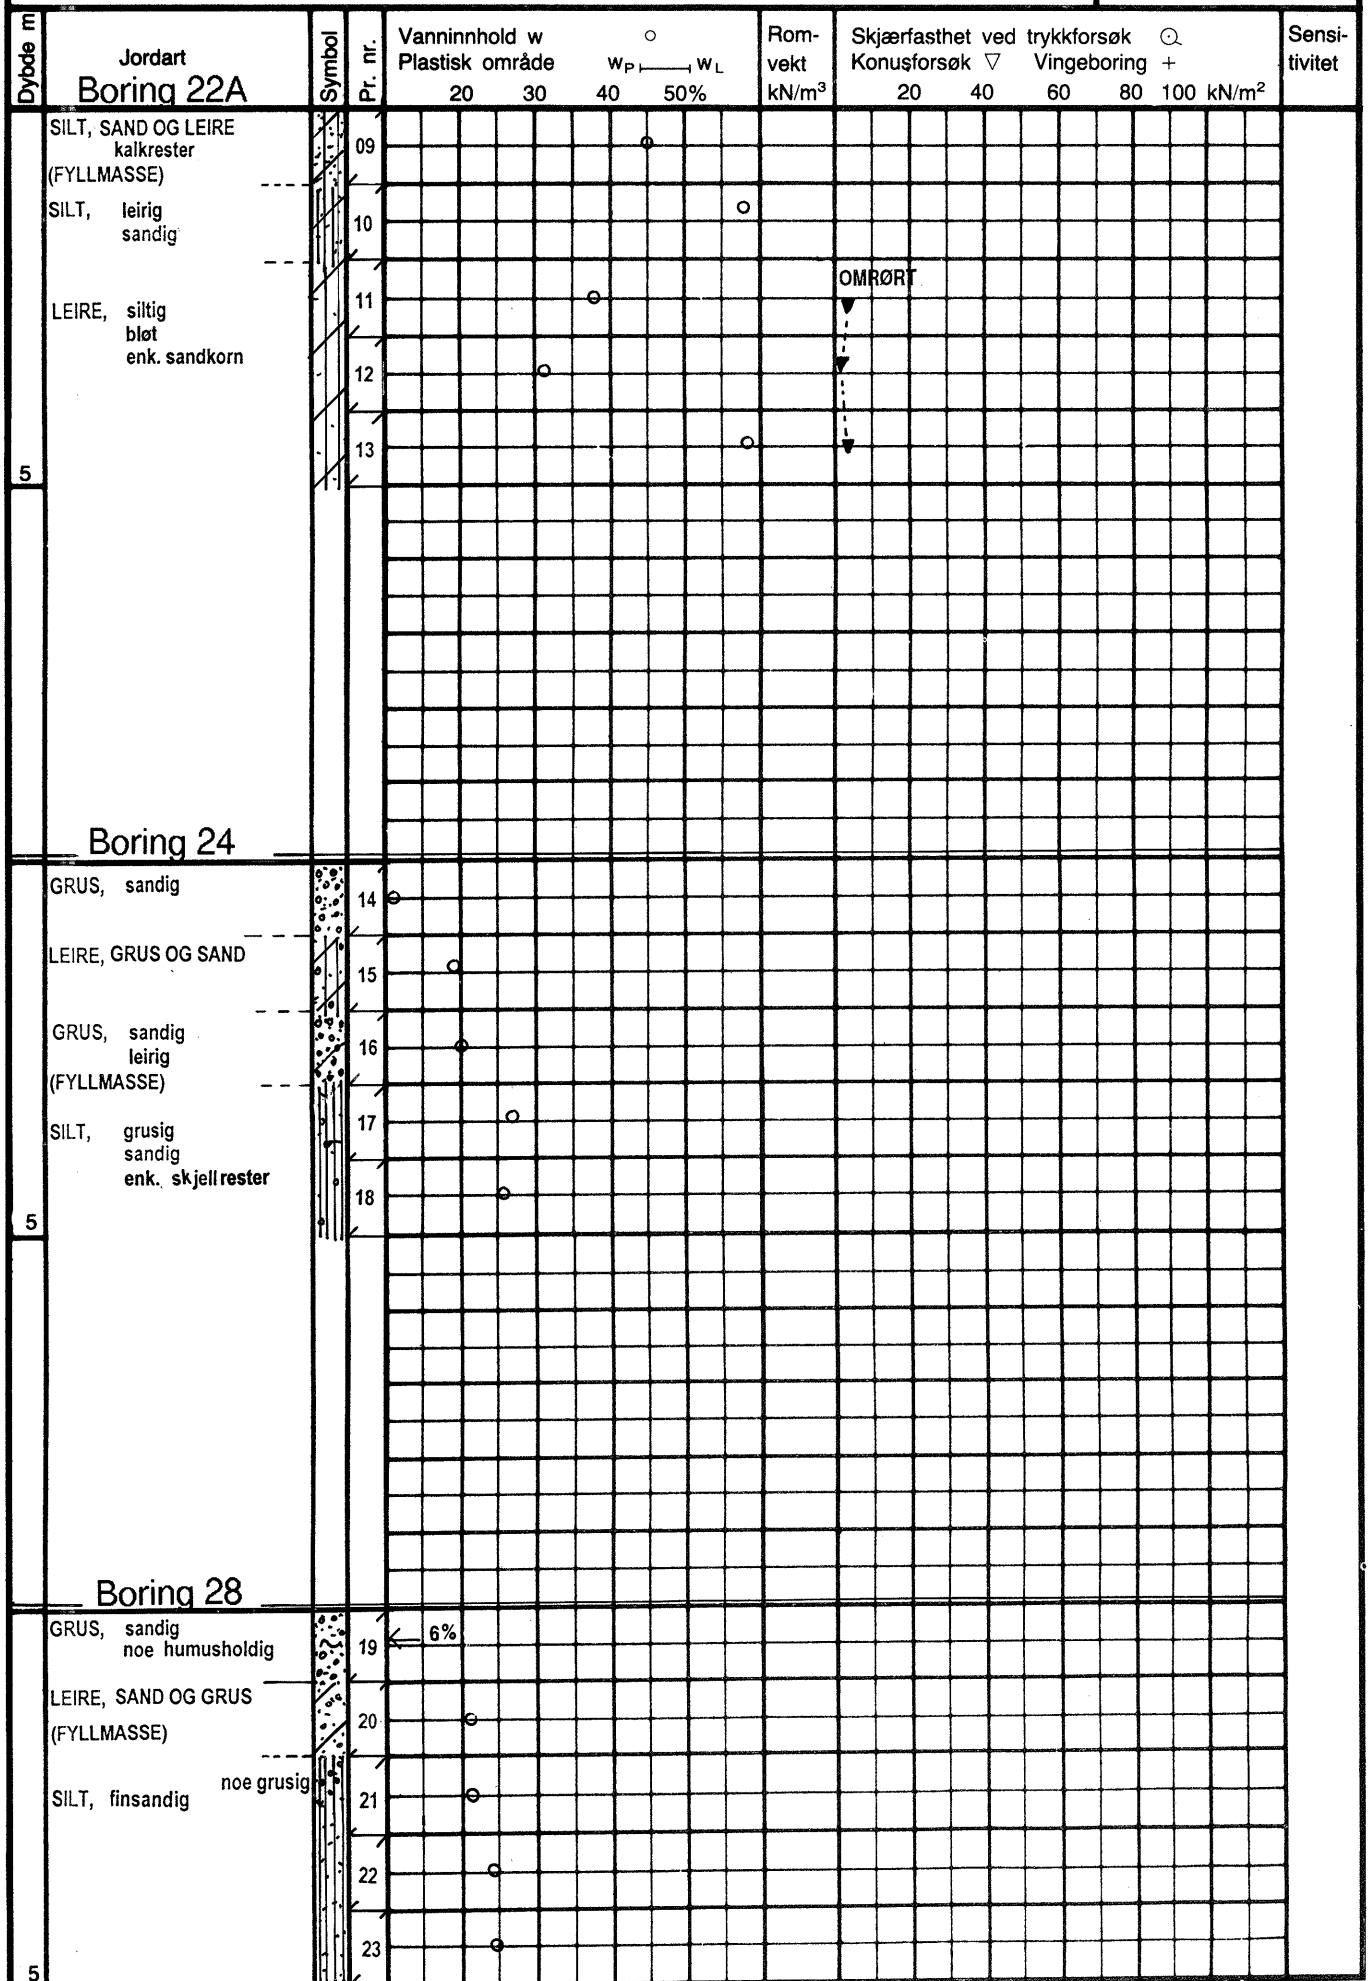 Dybde m
Jordart
Boring 22A
Symbol
Pr. nr.
Vanninnhold w
Plastisk område wP wL
20 30 40 50%
Rom-
vekt
kN/m³
Skjærfasthet ved trykkforsøk
Konusforsøk ▽ Vingeboring +
20 40 60 80 100 kN/m²
Sensi-
tivitet
SILT, SAND OG LEIRE
kalkrester
(FYLLMASSE)
09
SILT, leirig
sandig
10
OMRØRT
LEIRE, siltig
bløt
enk. sandkorn
11
12
13
5
Boring 24
GRUS, sandig
14
LEIRE, GRUS OG SAND
15
GRUS, sandig
leirig
(FYLLMASSE)
16
SILT, grusig
sandig
enk. skjellrester
17
18
5
Boring 28
GRUS, sandig
noe humusholdig
19
6%
LEIRE, SAND OG GRUS
(FYLLMASSE)
20
noe grusig
SILT, finsandig
21
22
23
5